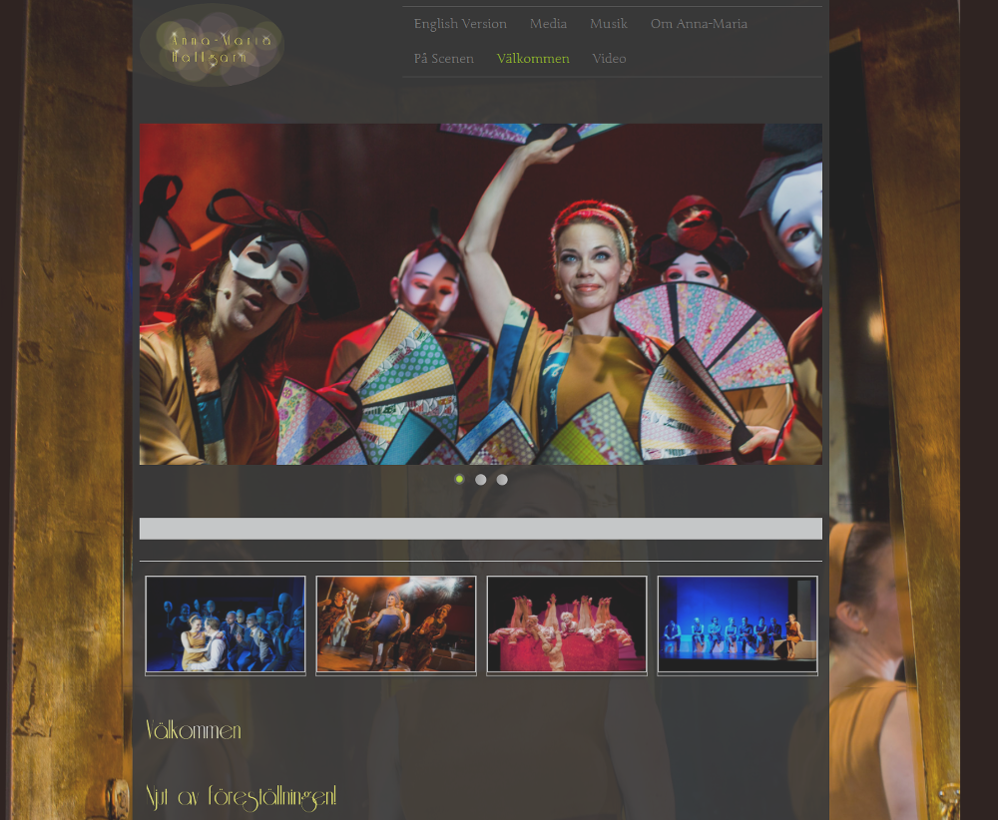 Anna-Maria
Hallgarn
English Version Media Musik Om Anna-Maria
På Scenen Välkommen Video
Välkommen
Njut av föreställningen!